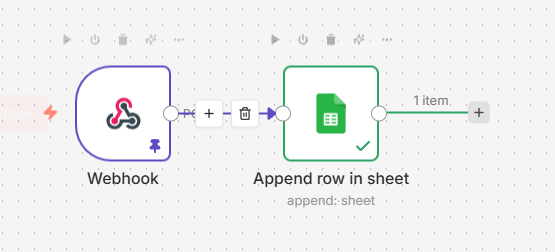 1 item
Webhook
Append row in sheet
append: sheet